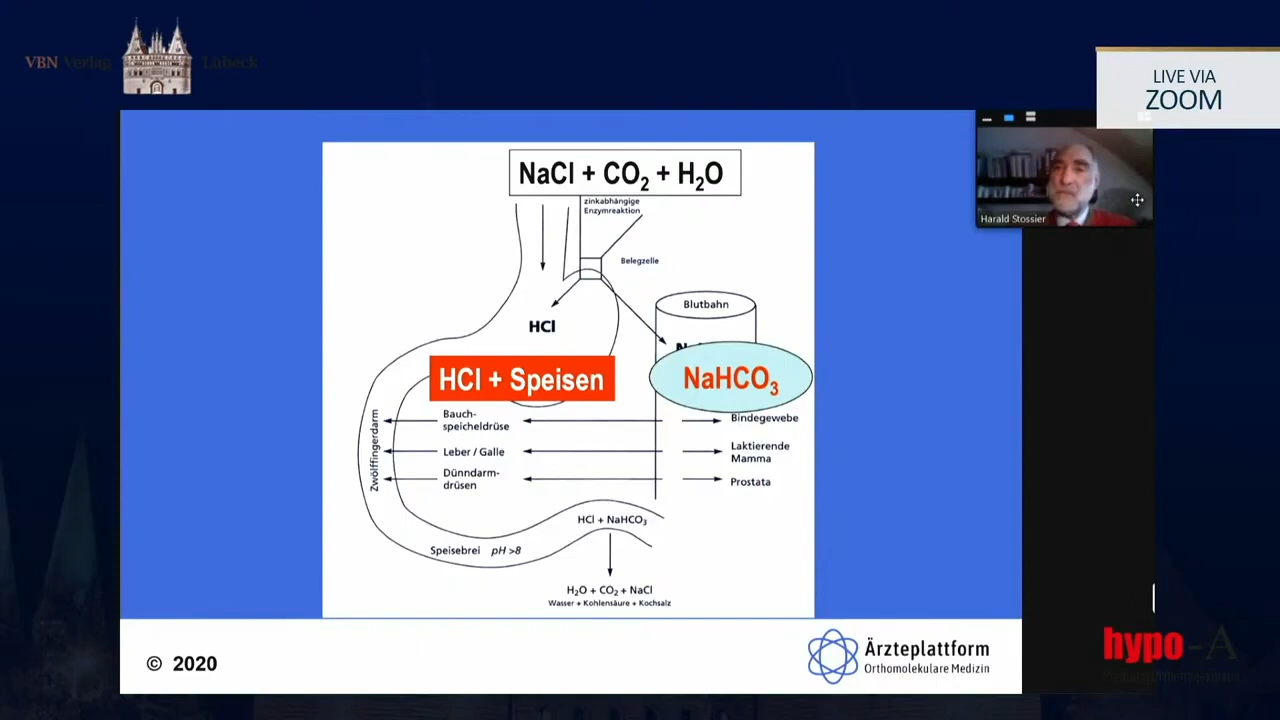 VBN Verlag Lübeck
LIVE VIA
ZOOM
Harald Stossier
NaCl + CO₂ + H₂O
zinkabhängige
Enzymreaktion
Belegzelle
Blutbahn
HCl
HCl + Speisen
NaHCO₃
Zwölffingerdarm
Bauch-
speicheldrüse
Bindegewebe
Leber / Galle
Laktierende
Mamma
Dünndarm-
drüsen
Prostata
HCl + NaHCO₃
Speisebrei pH >8
H₂O + CO₂ + NaCl
Wasser + Kohlensäure + Kochsalz
© 2020
Ärzteplattform
Orthomolekulare Medizin
hypo-A